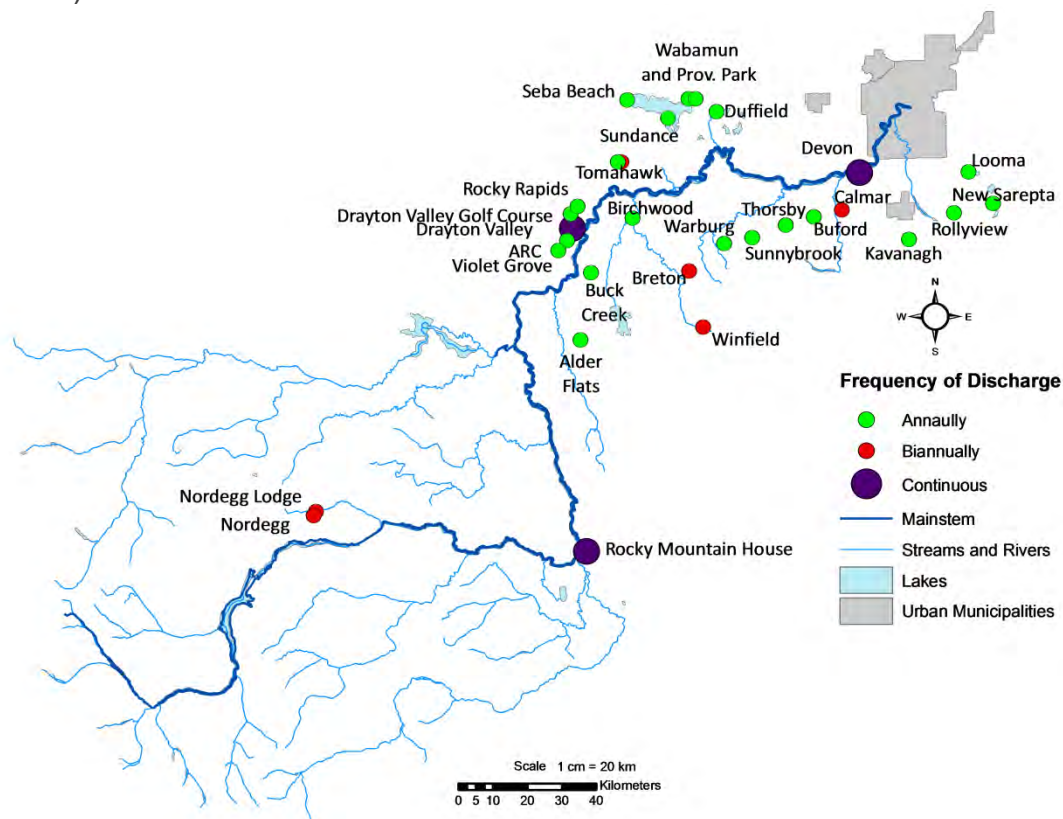 Wabamun
and Prov. Park
Seba Beach
Duffield
Sundance
Devon
Tomahawk
Looma
Rocky Rapids
Calmar
New Sarepta
Drayton Valley Golf Course
Birchwood
Thorsby
Drayton Valley
Warburg
Buford
Rollyview
ARC
Sunnybrook
Kavanagh
Violet Grove
Breton
Buck
Creek
N
W
E
S
Winfield
Alder
Flats
Frequency of Discharge
Annaully
Biannually
Continuous
Mainstem
Streams and Rivers
Lakes
Urban Municipalities
Nordegg Lodge
Nordegg
Rocky Mountain House
Scale 1 cm = 20 km
Kilometers
0 5 10 20 30 40